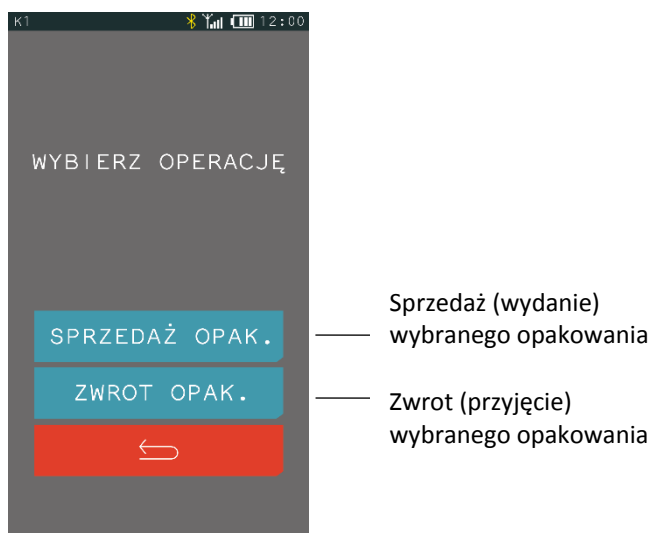 K1 12:00
WYBIERZ OPERACJĘ
SPRZEDAŻ OPAK.
Sprzedaż (wydanie)
wybranego opakowania
ZWROT OPAK.
Zwrot (przyjęcie)
wybranego opakowania